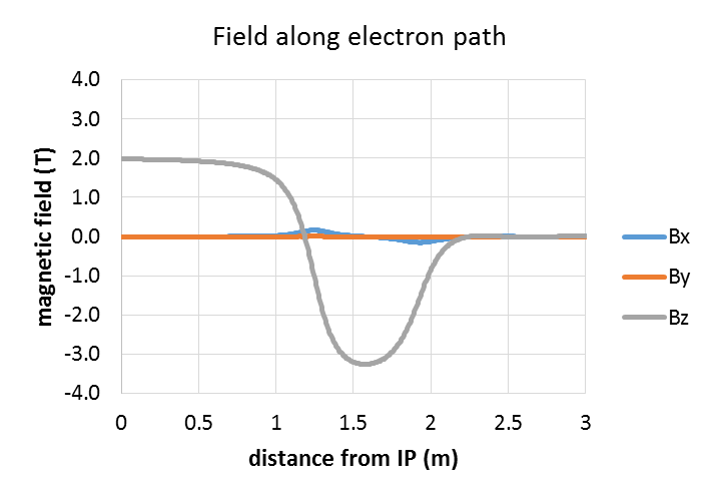 Field along electron path
4.0
3.0
2.0
1.0
0.0
-1.0
-2.0
-3.0
-4.0
magnetic field (T)
0 0.5 1 1.5 2 2.5 3
distance from IP (m)
Bx
By
Bz